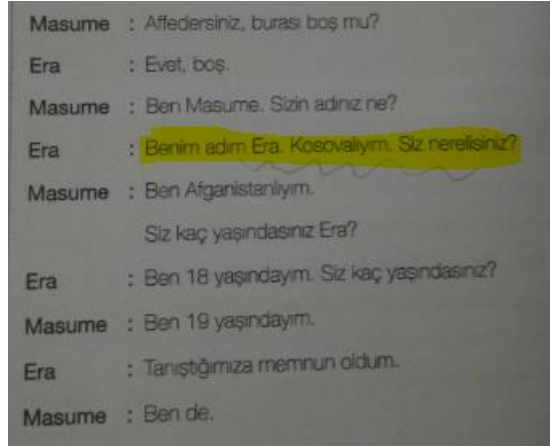 Masume : Affedersiniz, burası boş mu?
Era : Evet, boş.
Masume : Ben Masume. Sizin adınız ne?
Era : Benim adım Era. Kosovalıyım. Siz nerelisiniz?
Masume : Ben Afganistanlıyım.
Siz kaç yaşındasınız Era?
Era : Ben 18 yaşındayım. Siz kaç yaşındasınız?
Masume : Ben 19 yaşındayım.
Era : Tanıştığımıza memnun oldum.
Masume : Ben de.